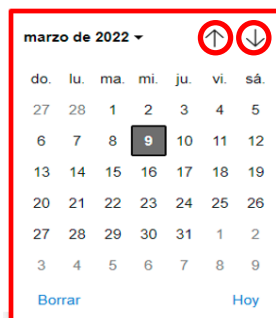 marzo de 2022
do. lu. ma. mi. ju. vi. sá.
27 28 1 2 3 4 5
6 7 8 9 10 11 12
13 14 15 16 17 18 19
20 21 22 23 24 25 26
27 28 29 30 31 1 2
3 4 5 6 7 8 9
Borrar Hoy